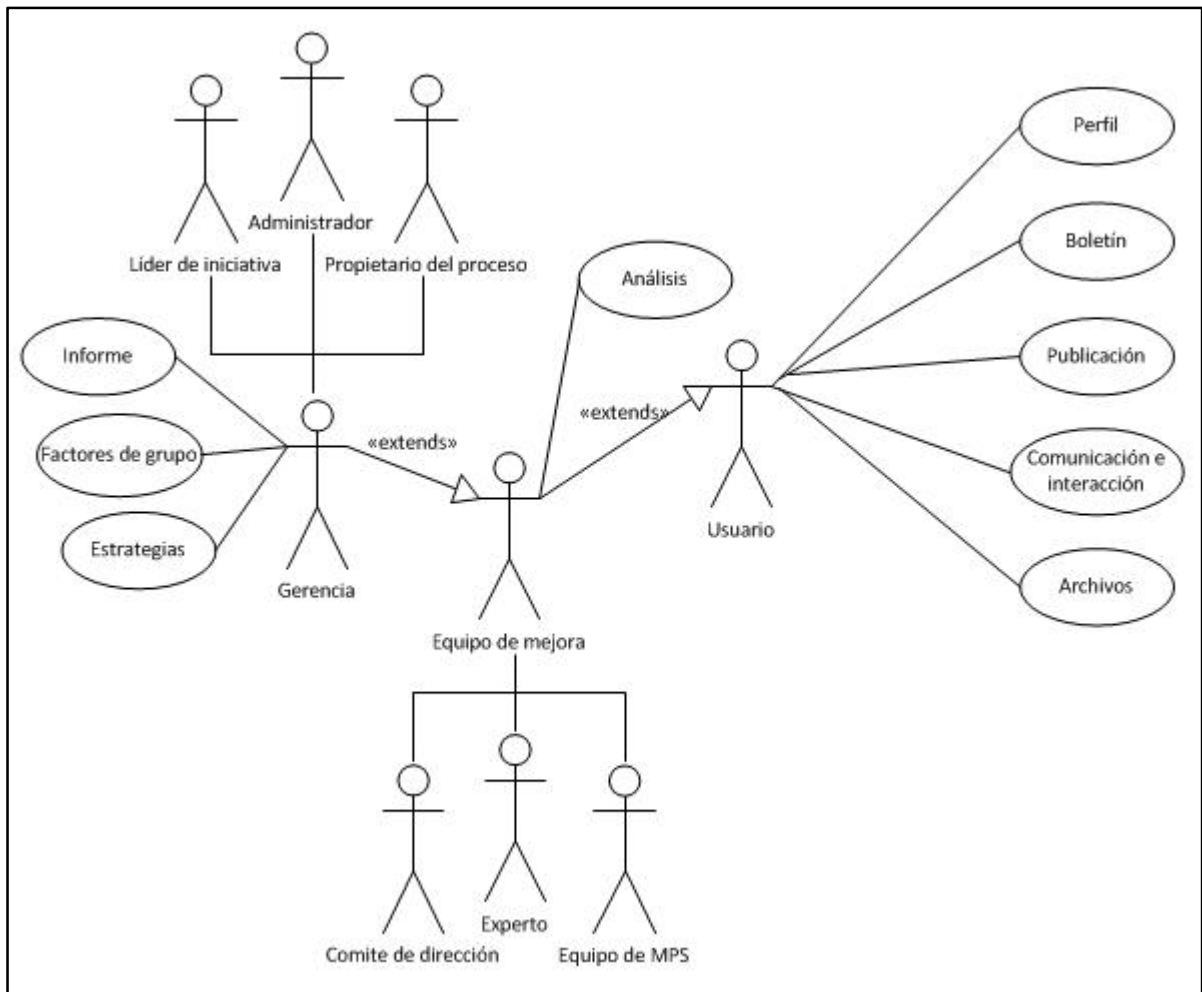 Administrador
Líder de iniciativa
Propietario del proceso
Informe
Factores de grupo
Estrategias
«extends»
Gerencia
Análisis
«extends»
Equipo de mejora
Usuario
Perfil
Boletín
Publicación
Comunicación e
interacción
Archivos
Comite de dirección
Experto
Equipo de MPS